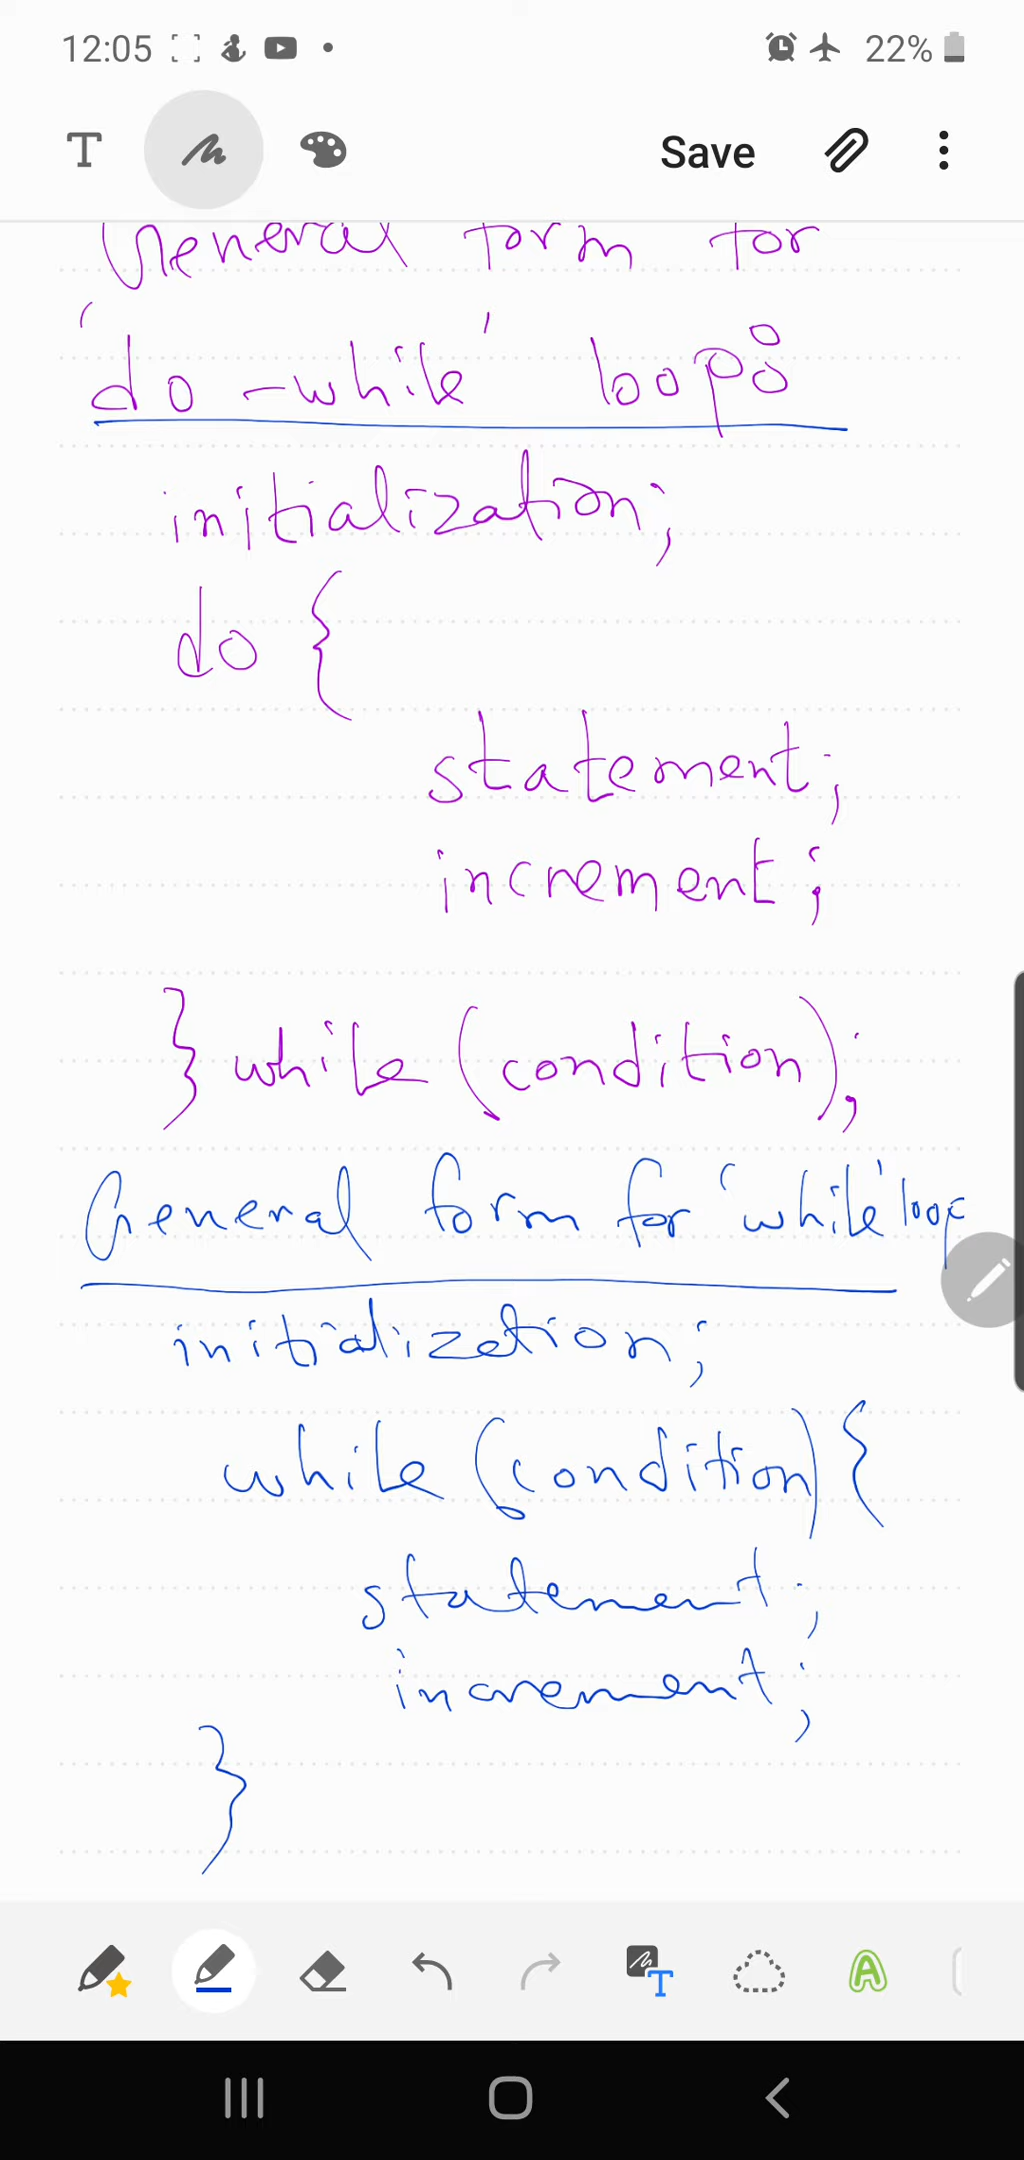 12:05 22%
T Save
General form for
'do-while' loop:
initialization;
do {
statement;
increment;
} while (condition);
General form for 'while' loop
initialization;
while (condition) {
statement;
increment;
}
T A